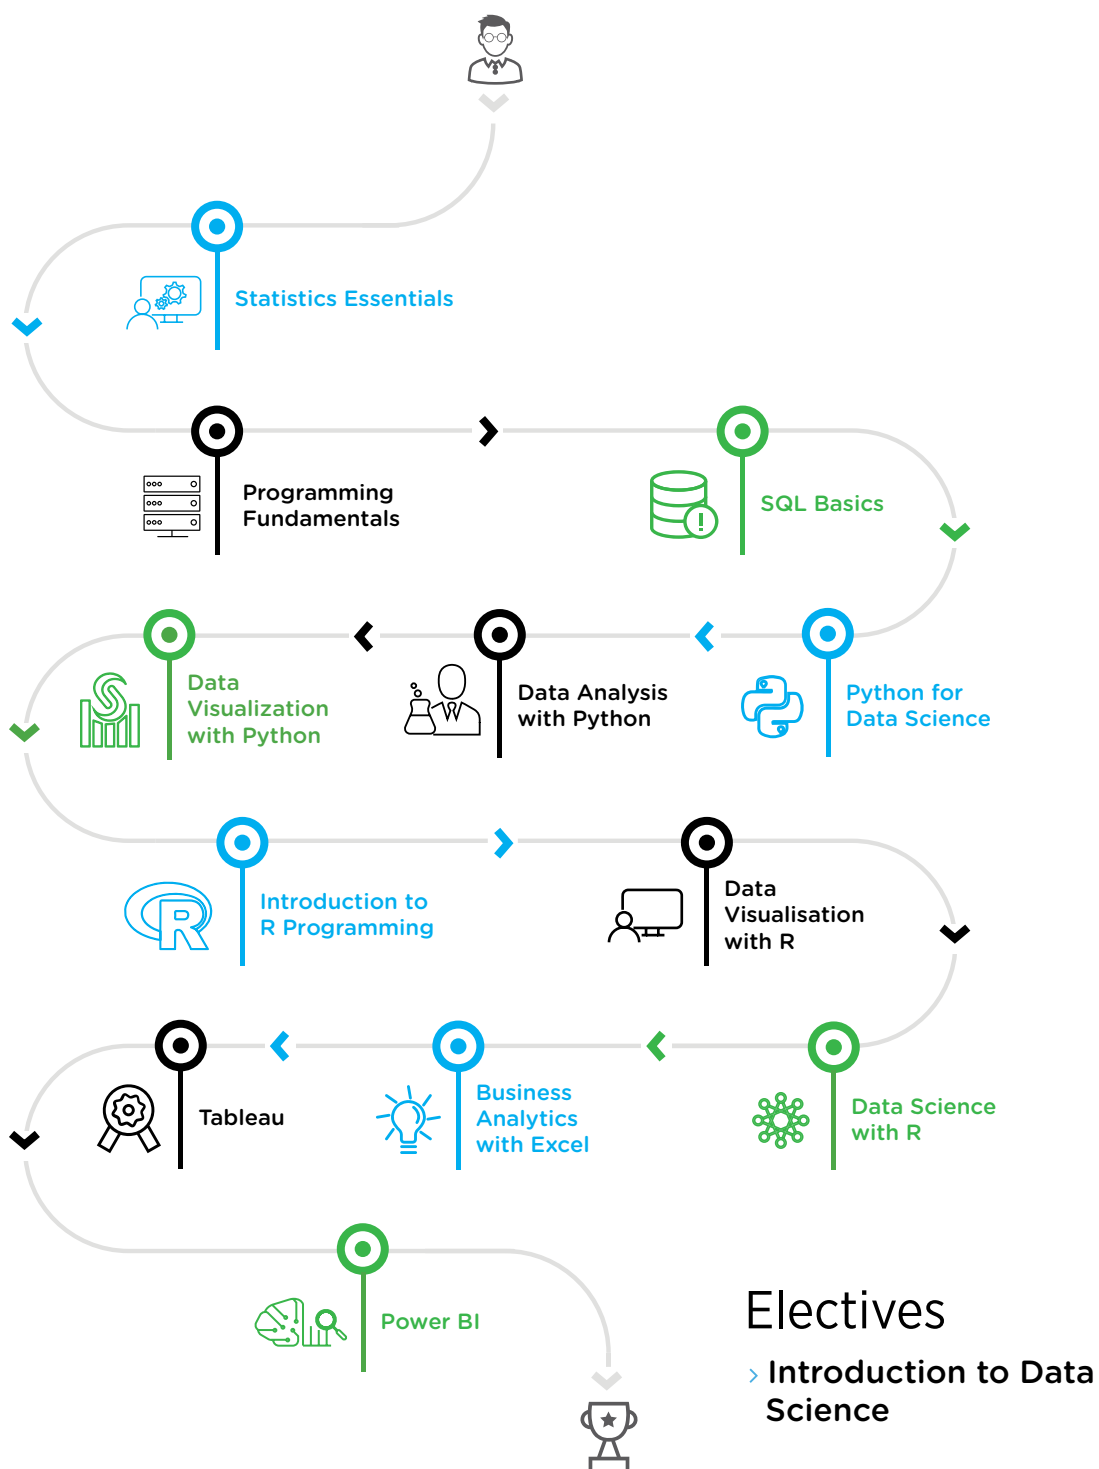 Statistics Essentials
Programming
Fundamentals
SQL Basics
Python for
Data Science
Data Analysis
with Python
Data
Visualization
with Python
Introduction to
R Programming
Data
Visualisation
with R
Data Science
with R
Business
Analytics
with Excel
Tableau
Power BI
Electives
› Introduction to Data
Science